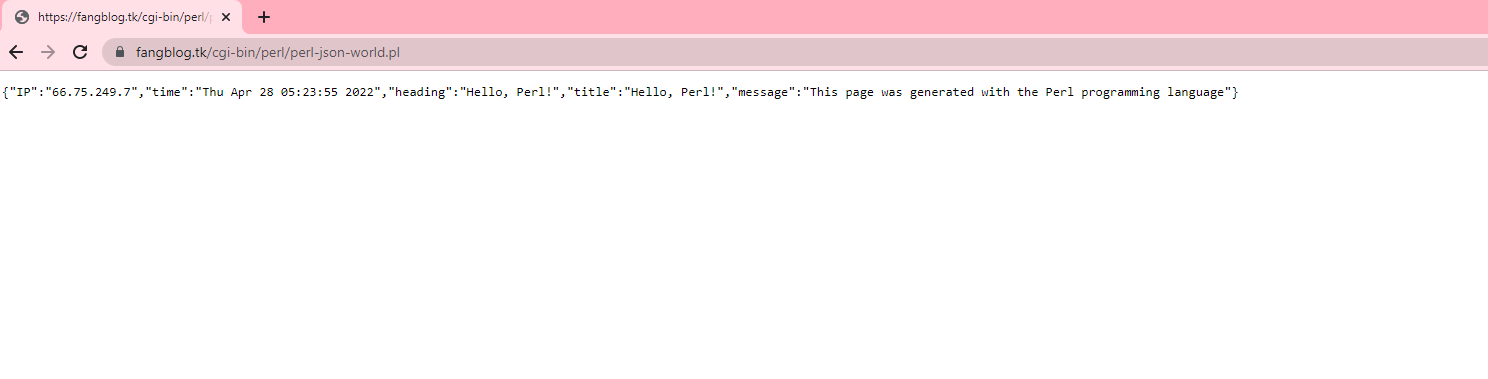 https://fangblog.tk/cgi-bin/perl/
fangblog.tk/cgi-bin/perl/perl-json-world.pl
{"IP":"66.75.249.7","time":"Thu Apr 28 05:23:55 2022","heading":"Hello, Perl!","title":"Hello, Perl!","message":"This page was generated with the Perl programming language"}